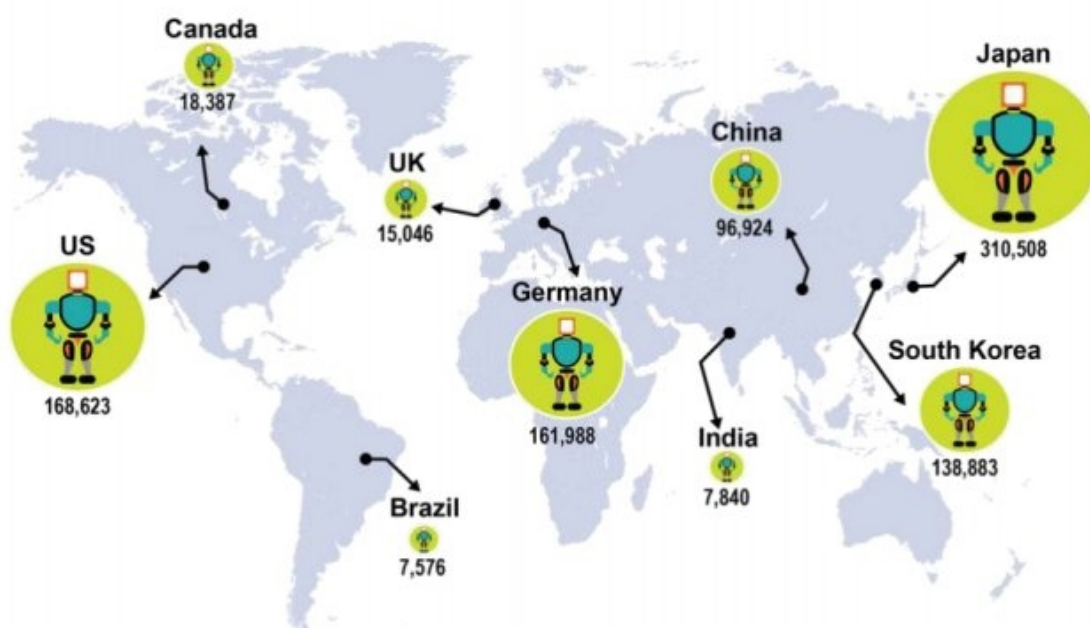 Canada
18,387
Japan
310,508
China
96,924
UK
15,046
US
168,623
Germany
161,988
South Korea
138,883
India
7,840
Brazil
7,576